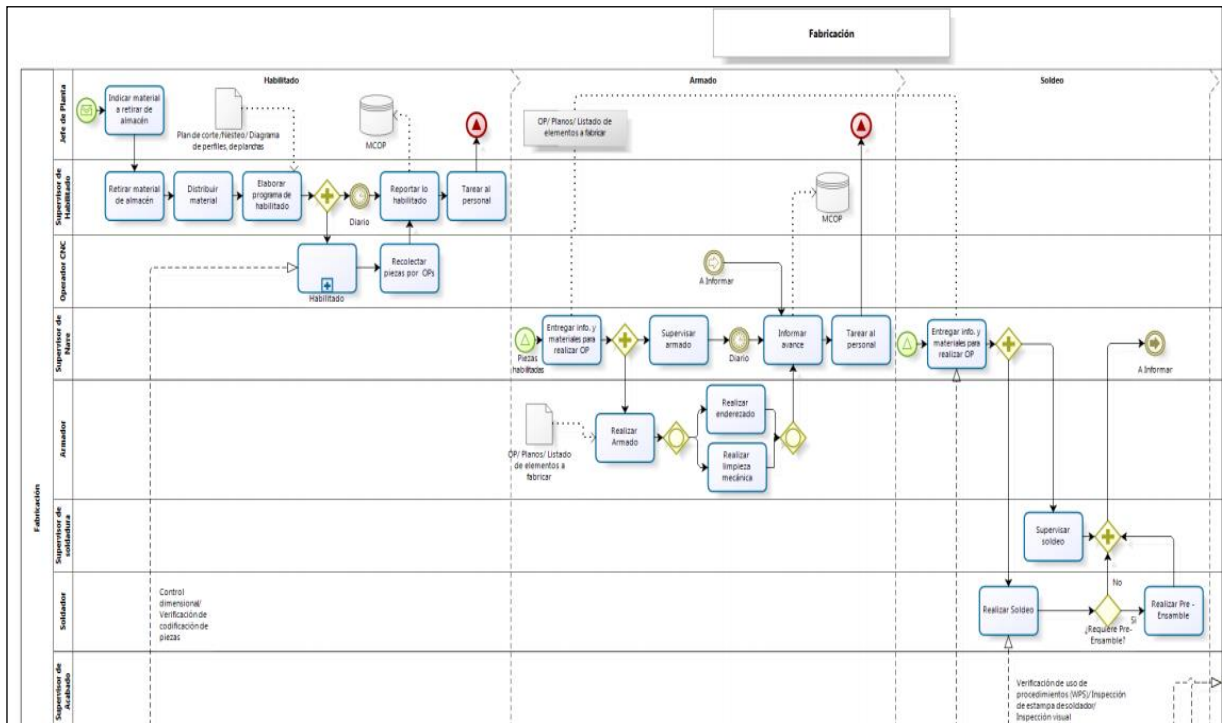 Fabricación
Habilitado
Armado
Soldeo
Fabricación
Jefe de Planta
Indicar material
a retirar de
almacén
Plan de corte/Nesteo/ Diagrama
de perfiles, de planchas
MCOP
OP/ Planos/ Listado de
elementos a fabricar
Supervisor de
Habilitado
Retirar material
de almacén
Distribuir
material
Elaborar
programa de
habilitado
Diario
Reportar lo
habilitado
Tarear al
personal
MCOP
Operador CNC
Habilitado
Recolectar
piezas por OPs
A Informar
Supervisor de
Nave
Piezas
habilitadas
Entregar info. y
materiales para
realizar OP
Supervisar
armado
Diario
Informar
avance
Tarear al
personal
Entregar info. y
materiales para
realizar OP
A Informar
Armador
OP/ Planos/ Listado
de elementos a
fabricar
Realizar
Armado
Realizar
enderezado
Realizar
limpieza
mecánica
Supervisor de
soldadura
Supervisar
soldeo
Soldador
Control
dimensional/
Verificación de
codificación de
piezas
Realizar Soldeo
No
¿Requiere Pre-
Ensamble?
Si
Realizar Pre -
Ensamble
Supervisor de
Acabado
Verificación de uso de
procedimientos (WPS)/ Inspección
de estampa desoldador/
Inspección visual